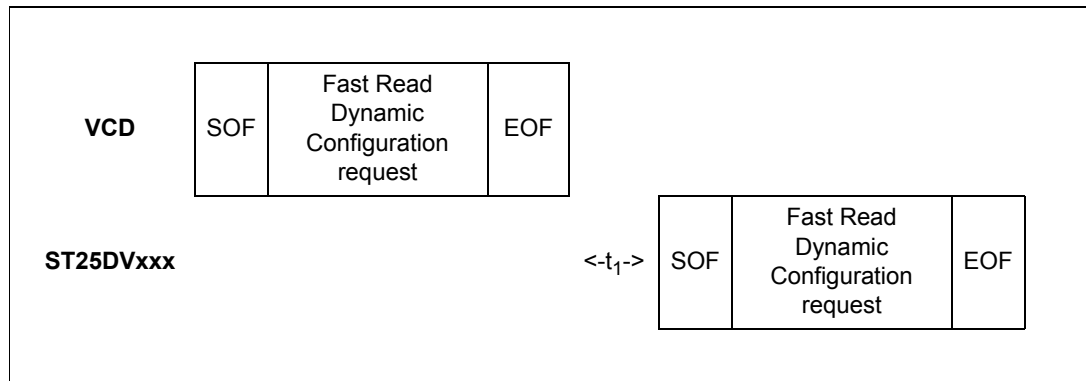 VCD
SOF
Fast Read
Dynamic
Configuration
request
EOF
ST25DVxxx
<-t₁->
SOF
Fast Read
Dynamic
Configuration
request
EOF